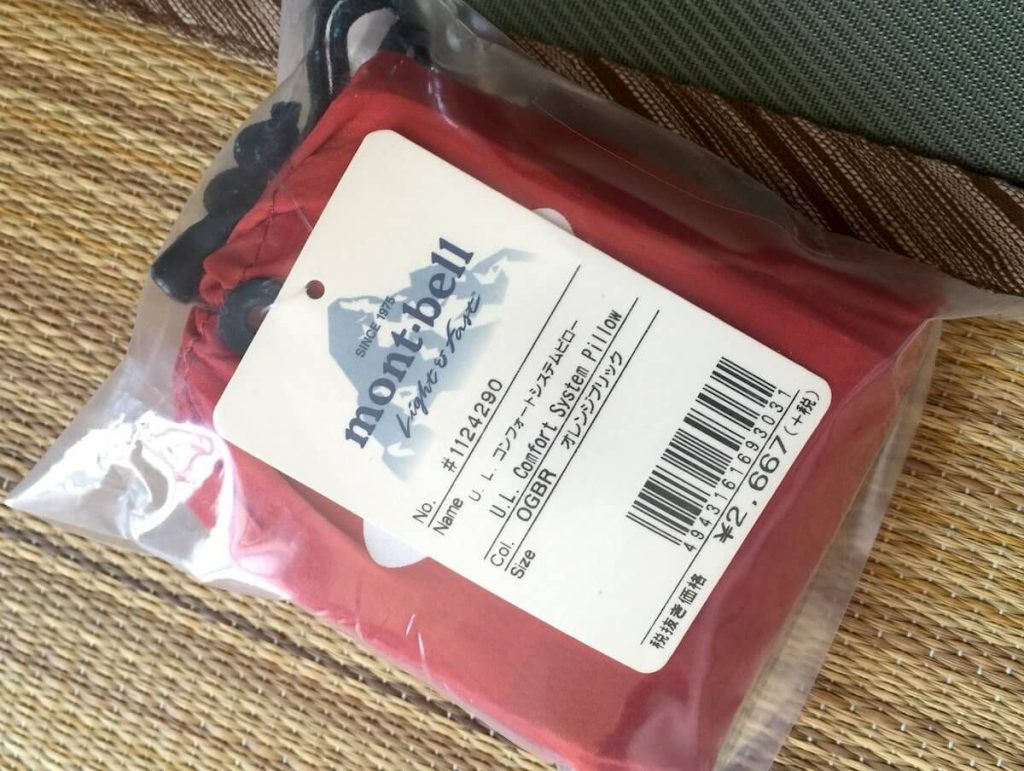 SINCE 1975
mont-bell
Light & Fast
No. #1124290
Name U. L. コンフォートシステムピロー
U.L. Comfort System Pillow
Col. OGBR オレンジブリック
Size
4943161693031
税抜き価格 ¥2,667(+税)